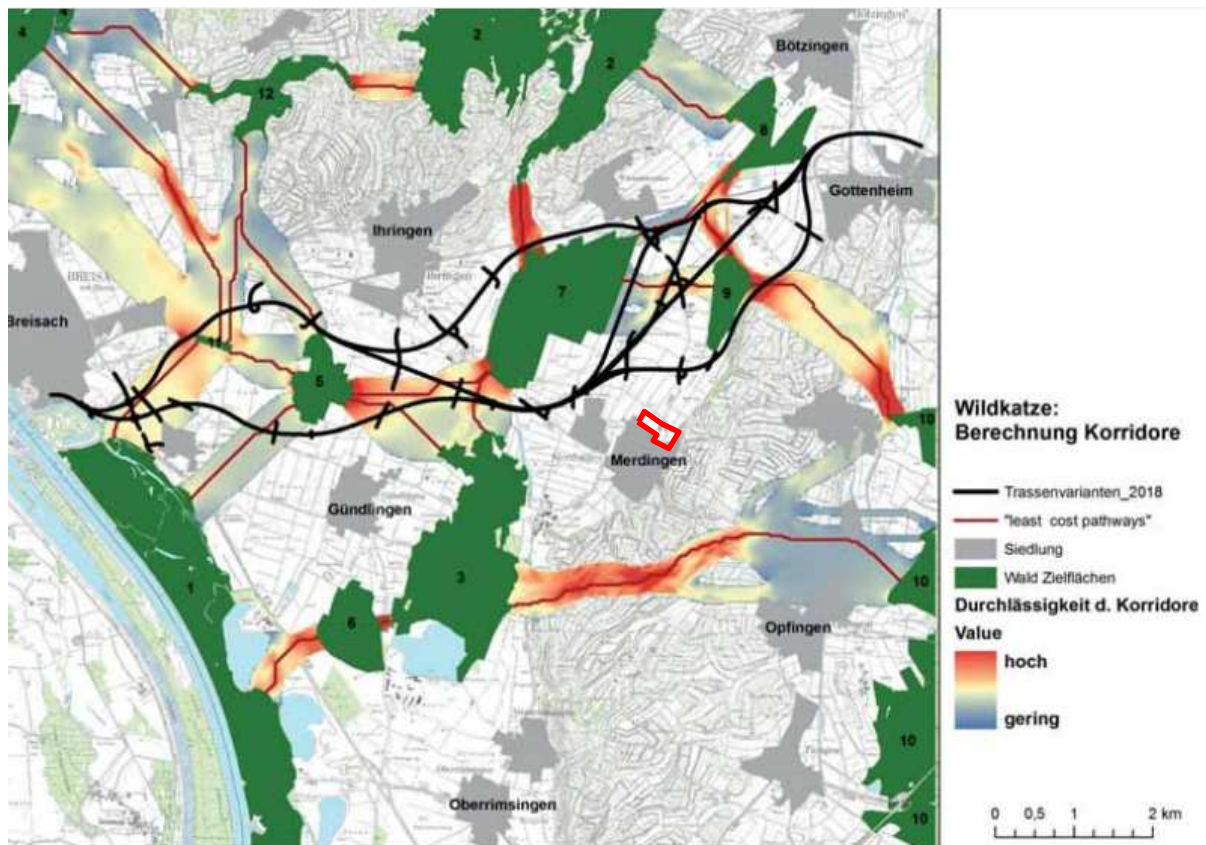 4
2
Bötzingen
2
12
8
Gottenheim
Ihringen
7
9
BREISA
Breisach
11
5
10
Merdingen
Gündlingen
1
3
10
6
Opfingen
10
Oberrimsingen
10
Wildkatze:
Berechnung Korridore
Trassenvarianten_2018
"least cost pathways"
Siedlung
Wald Zielflächen
Durchlässigkeit d. Korridore
Value
hoch
gering
0 0,5 1 2 km